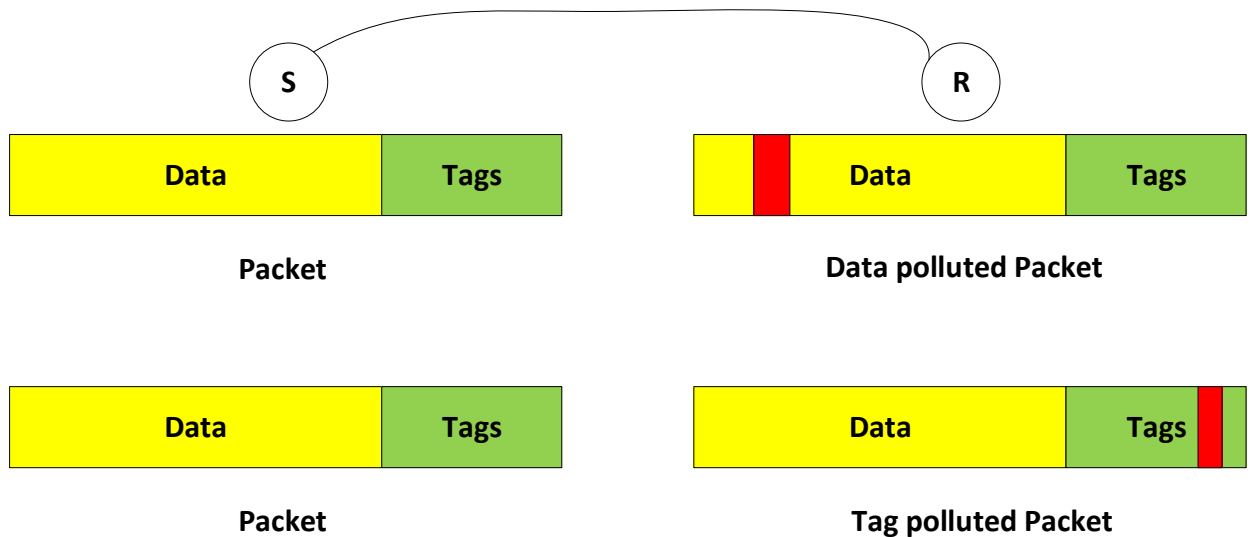 S
R
Data Tags
Data Tags
Packet
Data polluted Packet
Data Tags
Data Tags
Packet
Tag polluted Packet